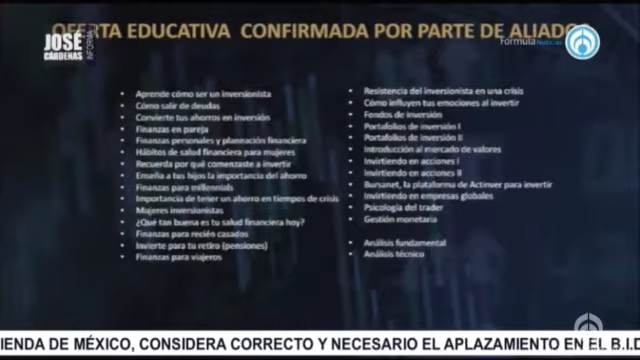 OFERTA EDUCATIVA CONFIRMADA POR PARTE DE ALIADOS
JOSÉ
CÁRDENAS
INFORMA
Fórmula
Noticias
• Aprende cómo ser un inversionista
• Cómo salir de deudas
• Convierte tus ahorros en inversión
• Finanzas en pareja
• Finanzas personales y planeación financiera
• Hábitos de salud financiera para mujeres
• Recuerda por qué comenzaste a invertir
• Enseña a tus hijos la importancia del ahorro
• Finanzas para millennials
• Importancia de tener un ahorro en tiempos de crisis
• Mujeres inversionistas
• ¿Qué tan buena es tu salud financiera hoy?
• Finanzas para recién casados
• Invierte para tu retiro (pensiones)
• Finanzas para viajeros
• Resistencia del inversionista en una crisis
• Cómo influyen tus emociones al invertir
• Fondos de inversión
• Portafolios de inversión I
• Portafolios de inversión II
• Introducción al mercado de valores
• Invirtiendo en acciones I
• Invirtiendo en acciones II
• Bursanet, la plataforma de Actinver para invertir
• Invirtiendo en empresas globales
• Psicología del trader
• Gestión monetaria
• Análisis fundamental
• Análisis técnico
IENDA DE MÉXICO, CONSIDERA CORRECTO Y NECESARIO EL APLAZAMIENTO EN EL B.I.D